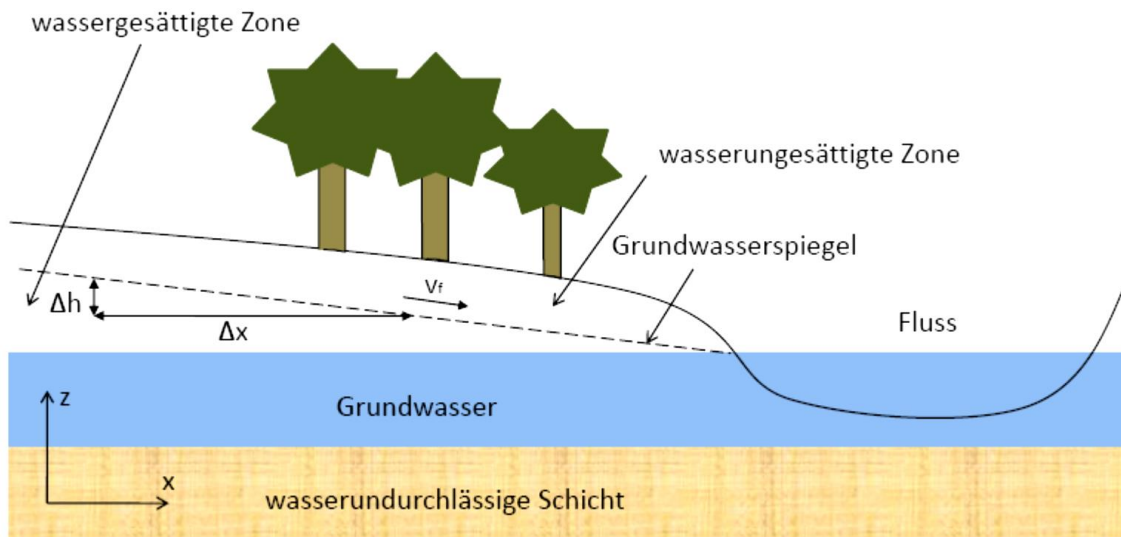 wassergesättigte Zone
wasserungesättigte Zone
Grundwasserspiegel
Vf
Δh
Δx
Fluss
Grundwasser
z
x
wasserundurchlässige Schicht